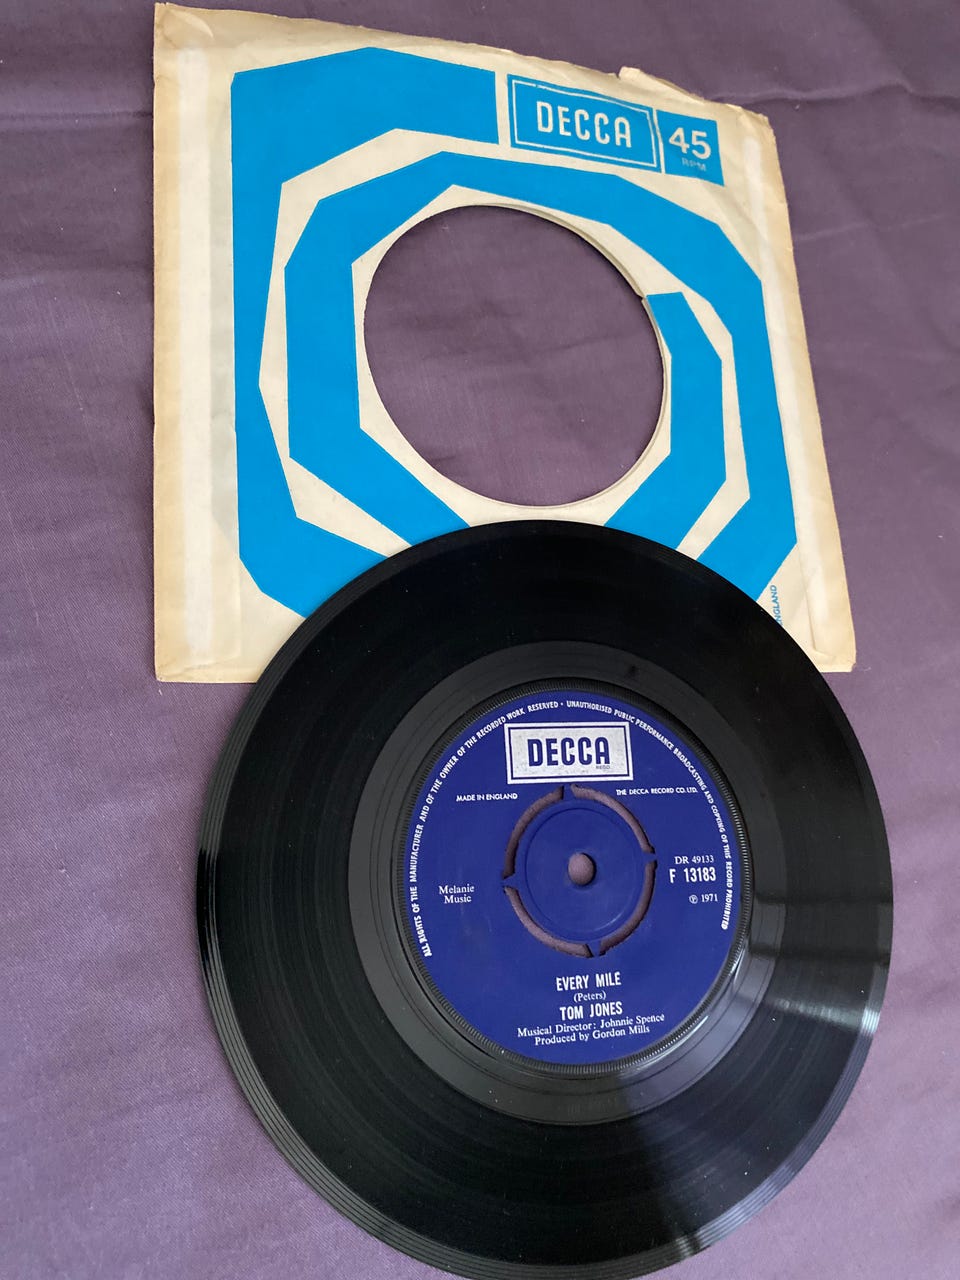 DECCA
45
RPM
ENGLAND
ALL RIGHTS OF THE MANUFACTURER AND OF THE OWNER OF THE RECORDED WORK RESERVED • UNAUTHORISED PUBLIC PERFORMANCE BROADCASTING AND COPYING OF THIS RECORD PROHIBITED
DECCA
REGD.
MADE IN ENGLAND
THE DECCA RECORD CO. LTD.
DR 49133
F 13183
℗ 1971
Melanie
Music
EVERY MILE
(Peters)
TOM JONES
Musical Director: Johnnie Spence
Produced by Gordon Mills